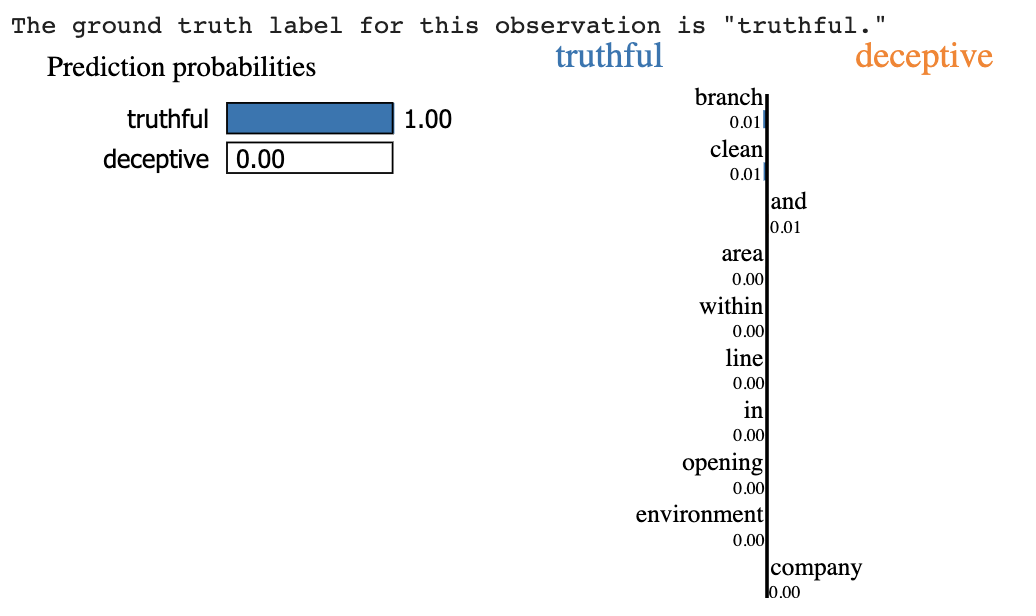 The ground truth label for this observation is "truthful."
Prediction probabilities
truthful 1.00
deceptive 0.00
truthful deceptive
branch
0.01
clean
0.01
and
0.01
area
0.00
within
0.00
line
0.00
in
0.00
opening
0.00
environment
0.00
company
0.00